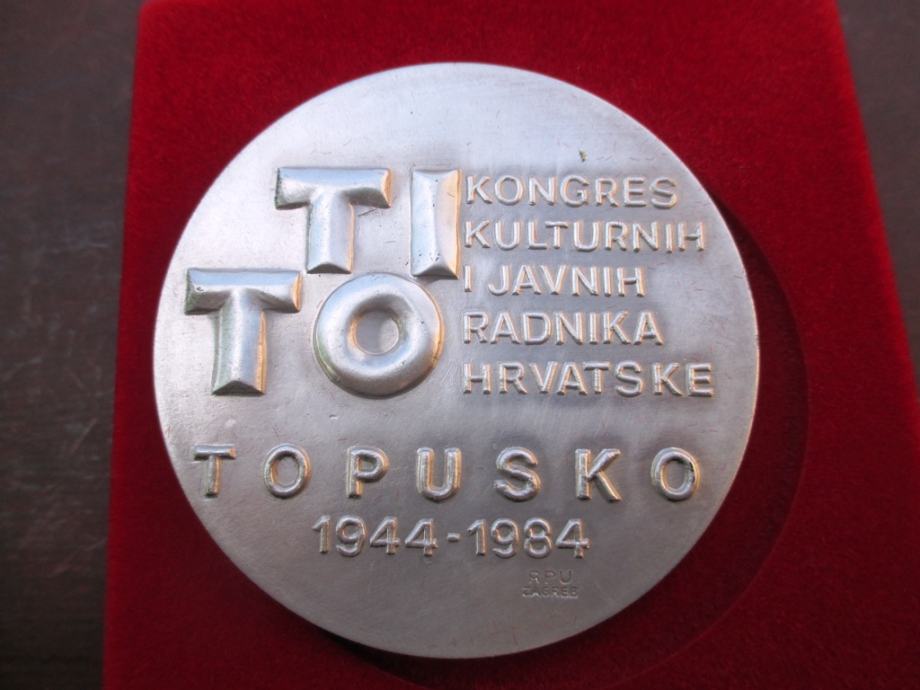 TI
TO
KONGRES
KULTURNIH
I JAVNIH
RADNIKA
HRVATSKE
TOPUSKO
1944-1984
RPU
ZAGREB